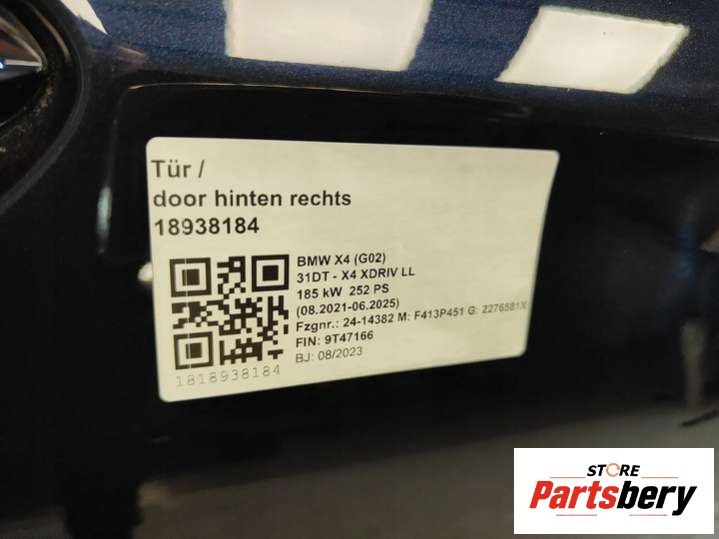 Tür /
door hinten rechts
18938184
BMW X4 (G02)
31DT - X4 XDRIV LL
185 kW 252 PS
(08.2021-06.2025)
Fzgnr.: 24-14382 M: F413P451 G: 2276581X
FIN: 9T47166
BJ: 08/2023
1818938184
STORE
Partsbery